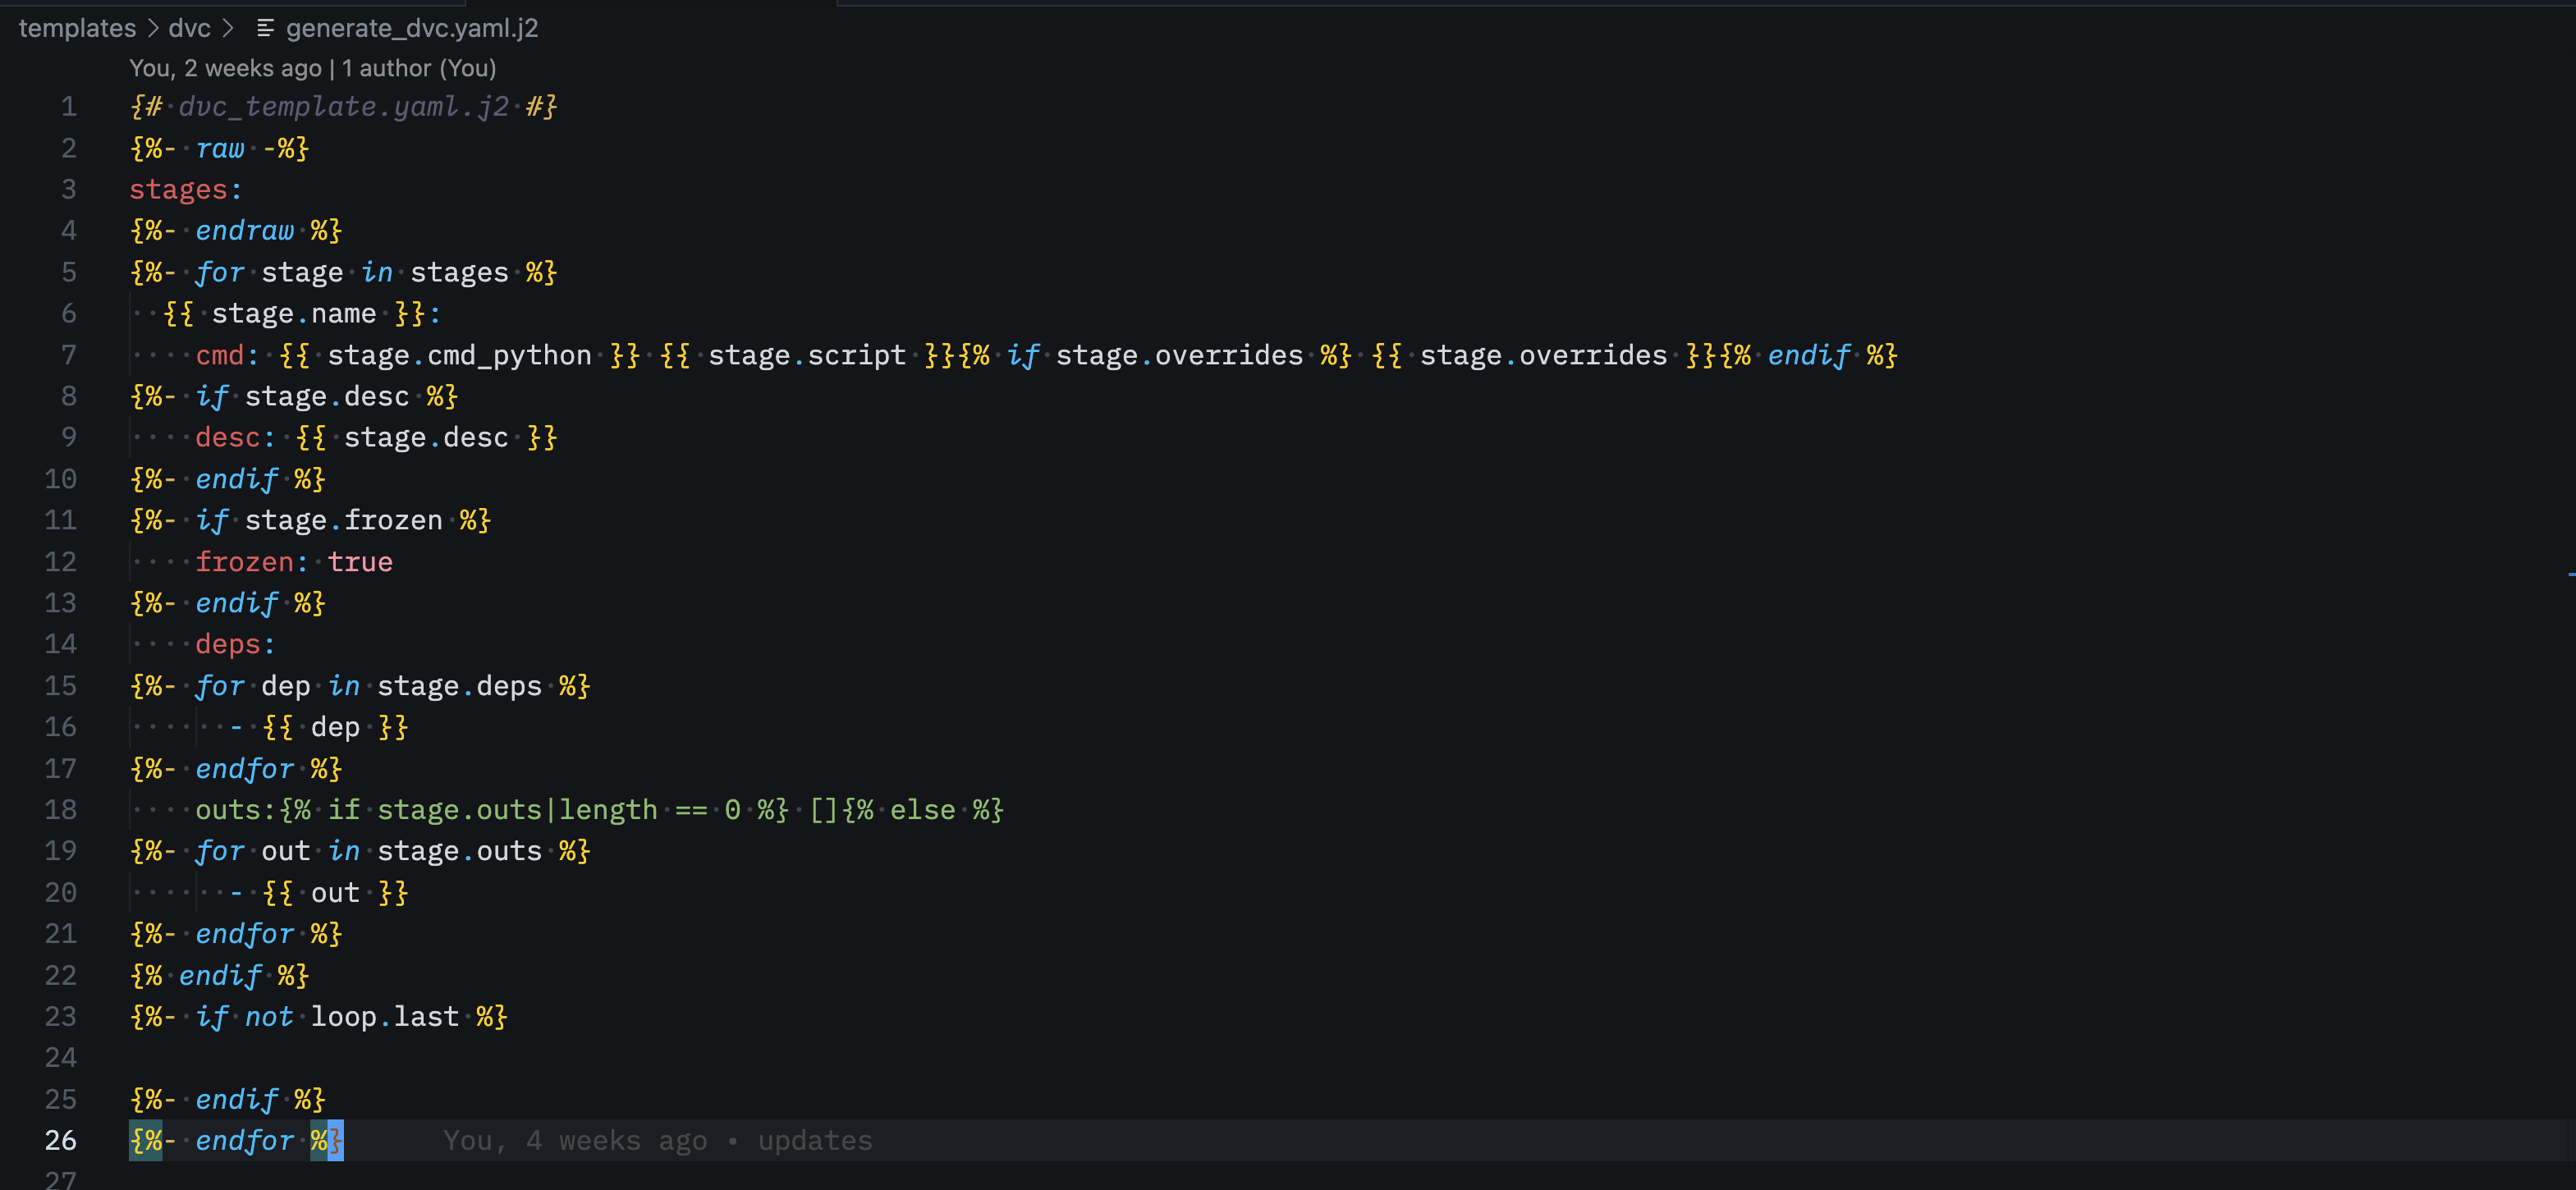 templates > dvc > generate_dvc.yaml.j2
You, 2 weeks ago | 1 author (You)
1 {# dvc_template.yaml.j2 #}
2 {%- raw -%}
3 stages:
4 {%- endraw %}
5 {%- for stage in stages %}
6   {{ stage.name }}:
7     cmd: {{ stage.cmd_python }} {{ stage.script }}{% if stage.overrides %} {{ stage.overrides }}{% endif %}
8 {%- if stage.desc %}
9     desc: {{ stage.desc }}
10 {%- endif %}
11 {%- if stage.frozen %}
12     frozen: true
13 {%- endif %}
14     deps:
15 {%- for dep in stage.deps %}
16       - {{ dep }}
17 {%- endfor %}
18     outs:{% if stage.outs|length == 0 %} []{% else %}
19 {%- for out in stage.outs %}
20       - {{ out }}
21 {%- endfor %}
22 {% endif %}
23 {%- if not loop.last %}
24
25 {%- endif %}
26 {%- endfor %} You, 4 weeks ago • updates
27